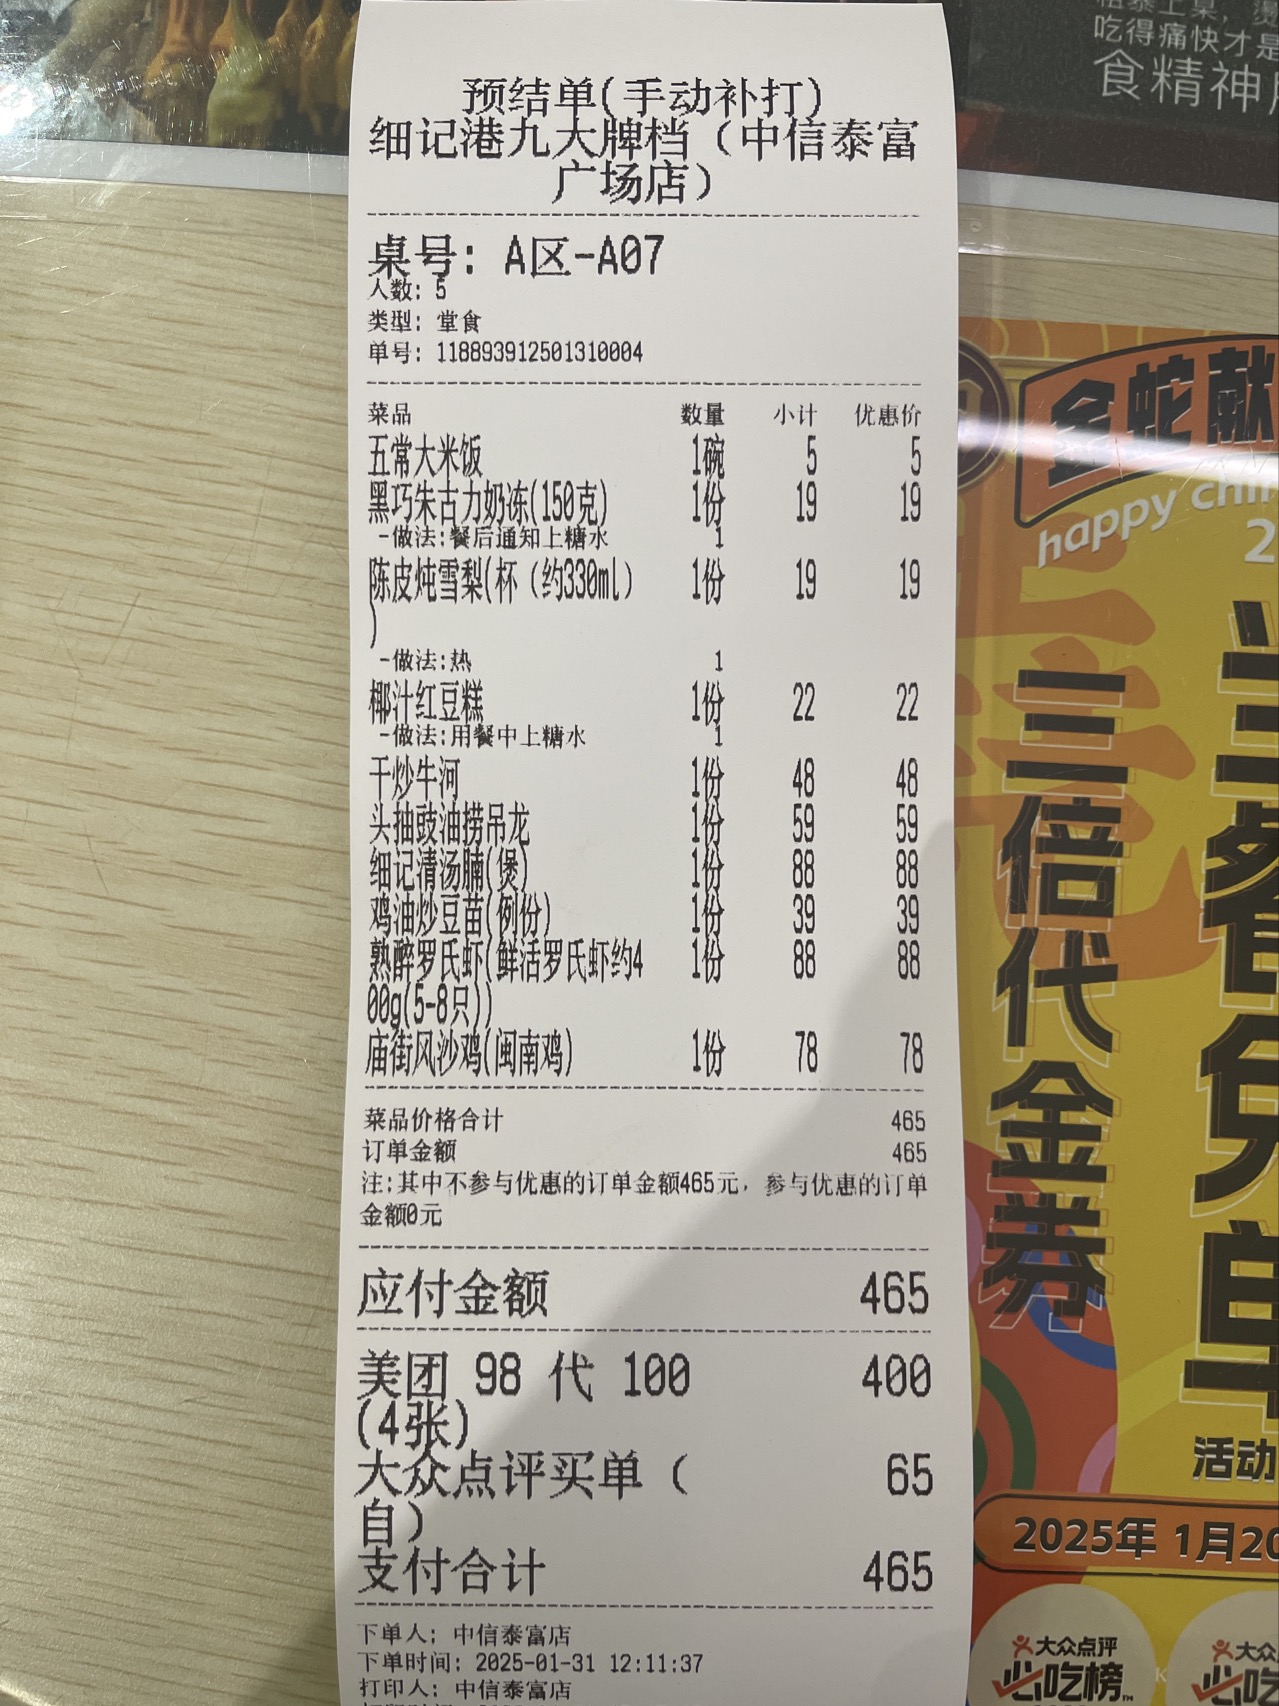 吃得痛快才是
食精神
预结单(手动补打)
细记港九大牌档（中信泰富
广场店）
桌号: A区-A07
人数: 5
类型: 堂食
单号: 118893912501310004
菜品 数量 小计 优惠价
五常大米饭 1碗 5 5
黑巧朱古力奶冻(150克) 1份 19 19
-做法:餐后通知上糖水 1
陈皮炖雪梨(杯（约330ml）
) 1份 19 19
-做法:热 1
椰汁红豆糕 1份 22 22
-做法:用餐中上糖水 1
干炒牛河 1份 48 48
头抽豉油捞吊龙 1份 59 59
细记清汤腩(煲) 1份 88 88
鸡油炒豆苗(例份) 1份 39 39
熟醉罗氏虾(鲜活罗氏虾约4 1份 88 88
00g(5-8只))
庙街风沙鸡(闽南鸡) 1份 78 78
菜品价格合计 465
订单金额 465
注:其中不参与优惠的订单金额465元，参与优惠的订单
金额0元
应付金额 465
美团 98 代 100 400
(4张)
大众点评买单（ 65
自）
支付合计 465
下单人: 中信泰富店
下单时间: 2025-01-31 12:11:37
打印人: 中信泰富店
金蛇献
happy chin
2
三倍代金券
活动
2025年 1月20
大众点评
必吃榜
大众
必吃